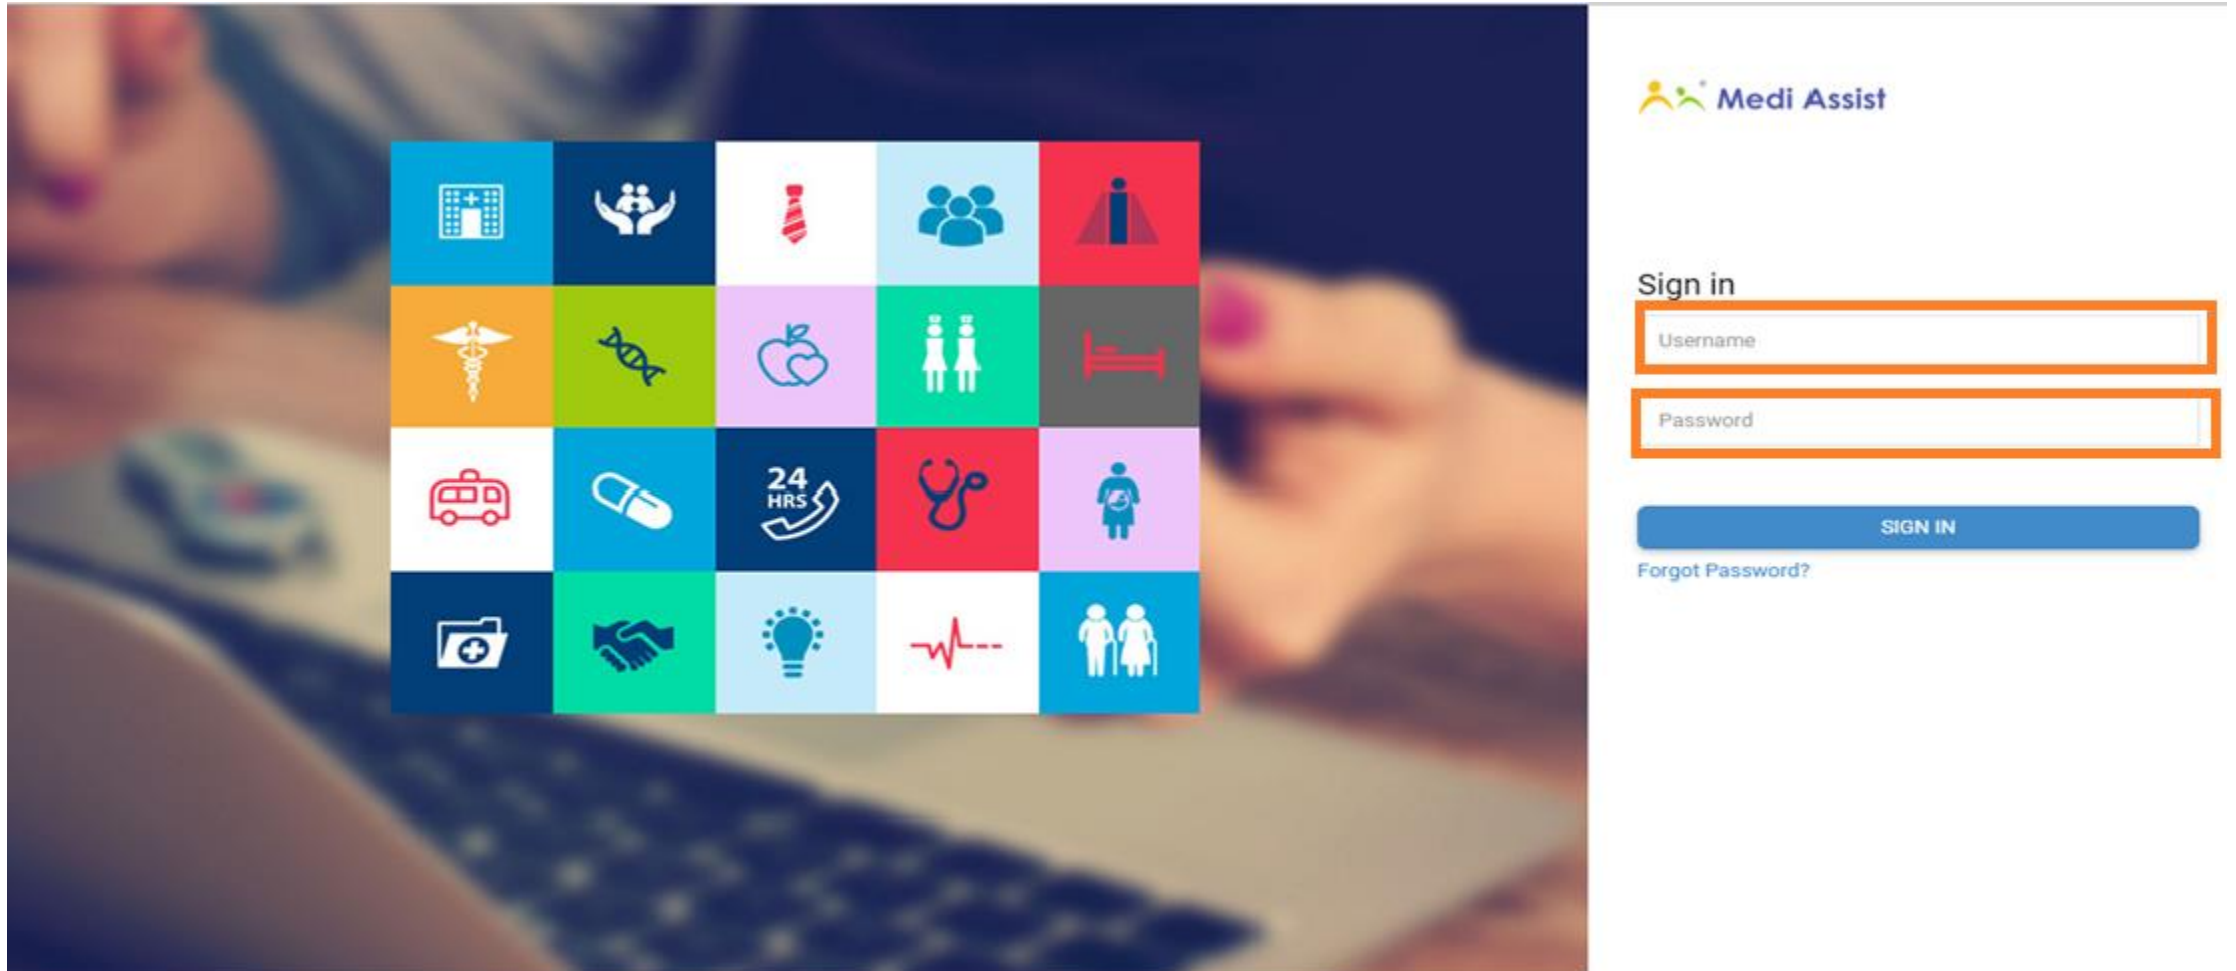 Medi Assist
Sign in
Username
Password
SIGN IN
Forgot Password?
24
HRS